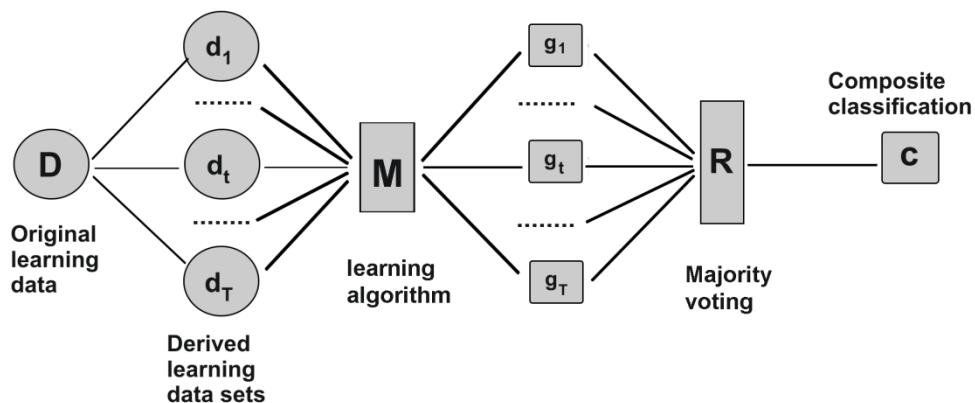 D
Original
learning
data
d1
..........
dt
..........
dT
Derived
learning
data sets
M
learning
algorithm
g1
..........
gt
..........
gT
R
Majority
voting
Composite
classification
c